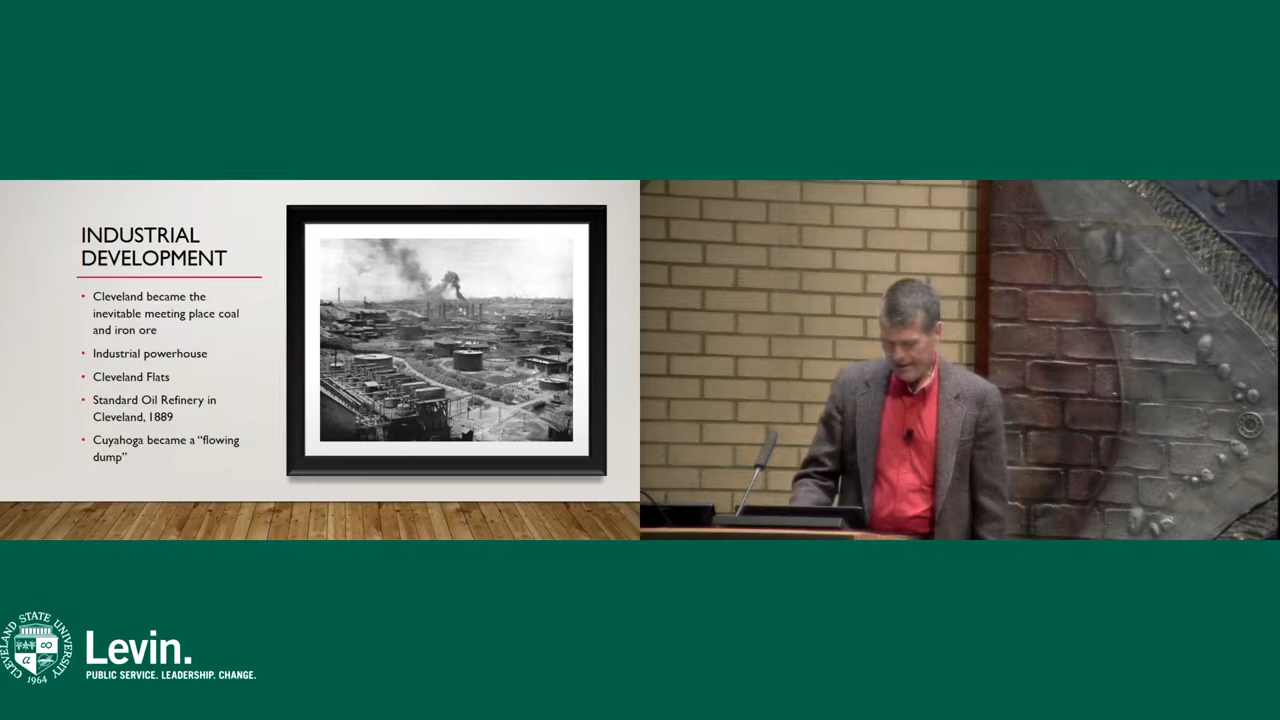 INDUSTRIAL
DEVELOPMENT
• Cleveland became the
inevitable meeting place coal
and iron ore
• Industrial powerhouse
• Cleveland Flats
• Standard Oil Refinery in
Cleveland, 1889
• Cuyahoga became a “flowing
dump”
CLEVELAND STATE UNIVERSITY
1964
Levin.
PUBLIC SERVICE. LEADERSHIP. CHANGE.